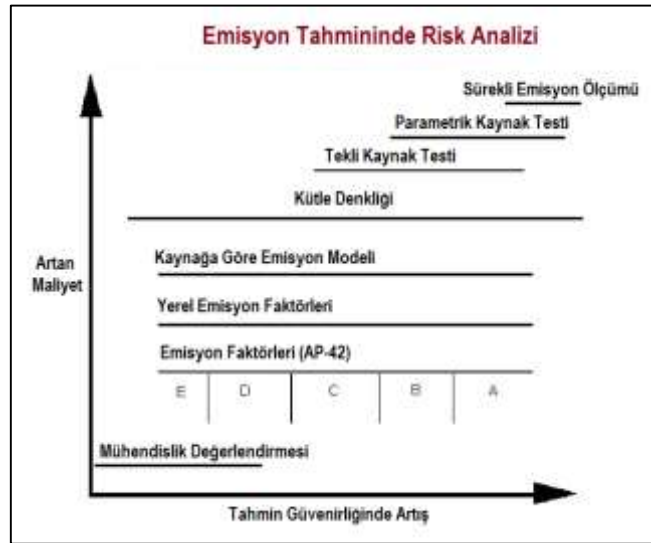 Emisyon Tahmininde Risk Analizi
Sürekli Emisyon Ölçümü
Parametrik Kaynak Testi
Tekli Kaynak Testi
Kütle Denkliği
Artan
Maliyet
Kaynağa Göre Emisyon Modeli
Yerel Emisyon Faktörleri
Emisyon Faktörleri (AP-42)
E D C B A
Mühendislik Değerlendirmesi
Tahmin Güvenirliğinde Artış